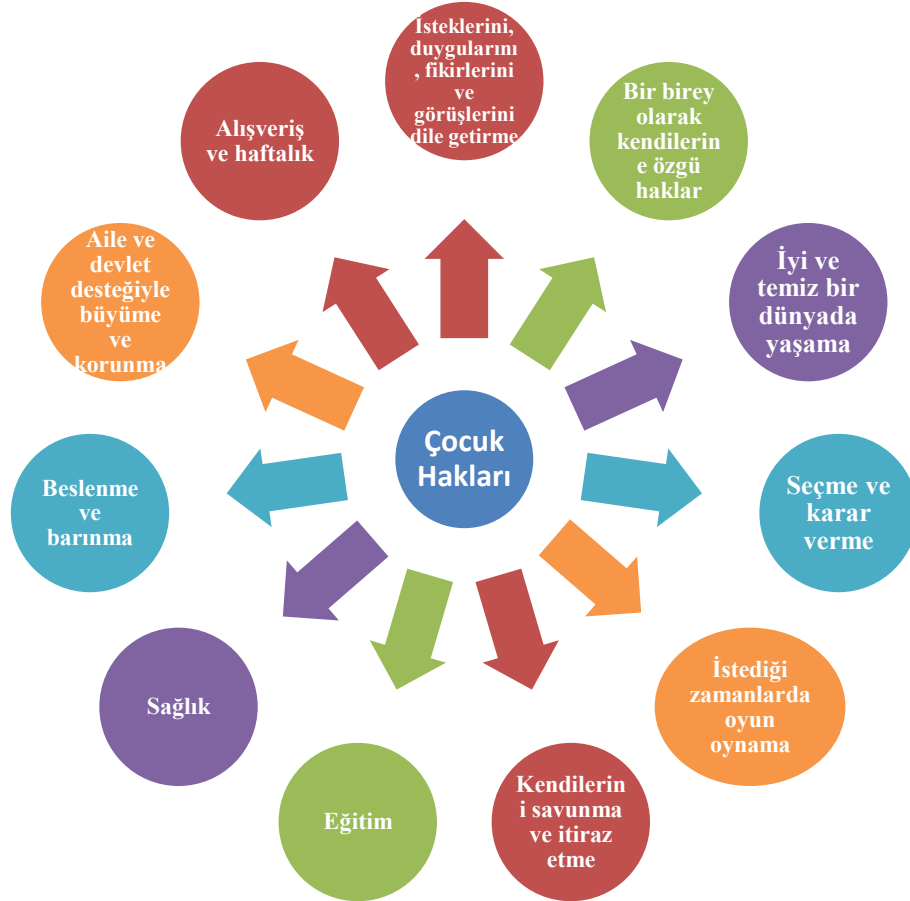 İsteklerini,
duygularını
, fikirlerini
ve
görüşlerini
dile getirme
Bir birey
olarak
kendilerin
e özgü
haklar
İyi ve
temiz bir
dünyada
yaşama
Seçme ve
karar
verme
İstediği
zamanlarda
oyun
oynama
Kendilerin
i savunma
ve itiraz
etme
Eğitim
Sağlık
Beslenme
ve
barınma
Aile ve
devlet
desteğiyle
büyüme
ve
korunma
Alışveriş
ve haftalık
Çocuk
Hakları